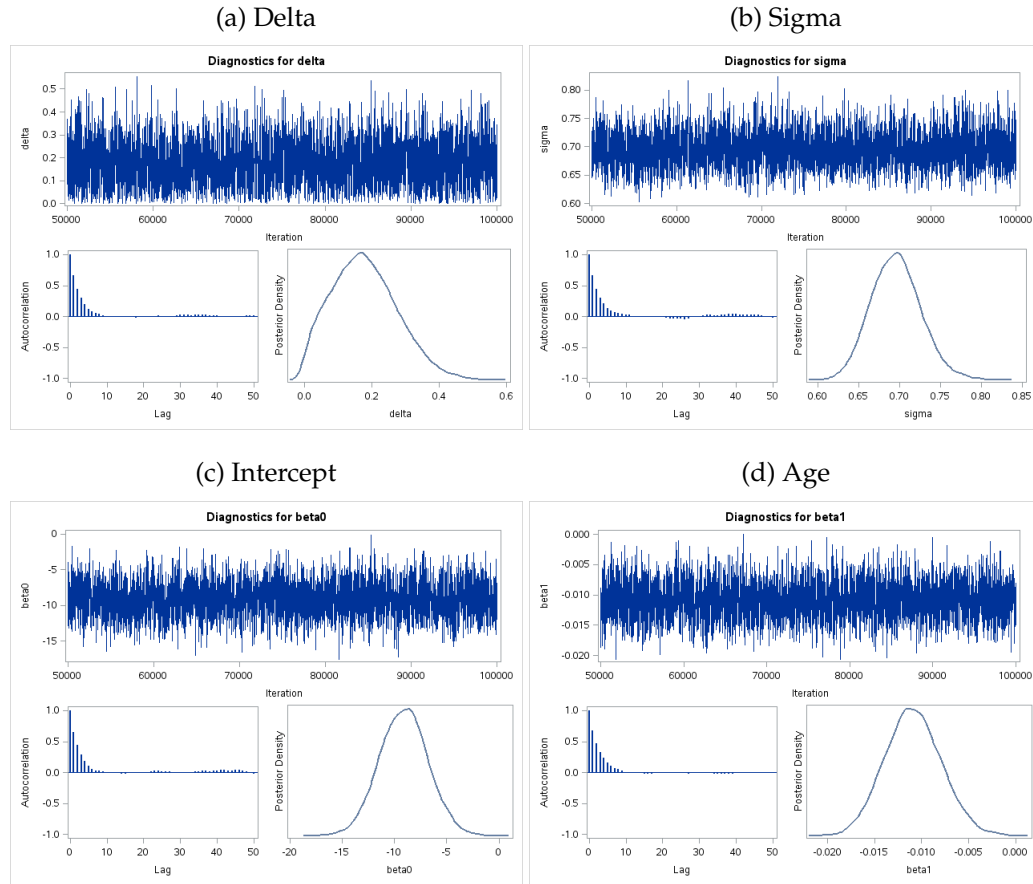 (a) Delta
Diagnostics for delta
delta
0.5
0.4
0.3
0.2
0.1
0.0
50000 60000 70000 80000 90000 100000
Iteration
Autocorrelation
1.0
0.5
0.0
-0.5
-1.0
0 10 20 30 40 50
Lag
Posterior Density
0.0 0.2 0.4 0.6
delta
(b) Sigma
Diagnostics for sigma
sigma
0.80
0.75
0.70
0.65
0.60
50000 60000 70000 80000 90000 100000
Iteration
Autocorrelation
1.0
0.5
0.0
-0.5
-1.0
0 10 20 30 40 50
Lag
Posterior Density
0.60 0.65 0.70 0.75 0.80 0.85
sigma
(c) Intercept
Diagnostics for beta0
beta0
0
-5
-10
-15
50000 60000 70000 80000 90000 100000
Iteration
Autocorrelation
1.0
0.5
0.0
-0.5
-1.0
0 10 20 30 40 50
Lag
Posterior Density
-20 -15 -10 -5 0
beta0
(d) Age
Diagnostics for beta1
beta1
0.000
-0.005
-0.010
-0.015
-0.020
50000 60000 70000 80000 90000 100000
Iteration
Autocorrelation
1.0
0.5
0.0
-0.5
-1.0
0 10 20 30 40 50
Lag
Posterior Density
-0.020 -0.015 -0.010 -0.005 0.000
beta1